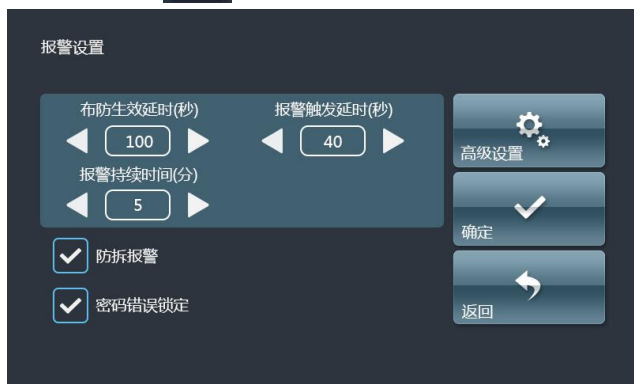 报警设置
布防生效延时(秒) 报警触发延时(秒)
100 40
报警持续时间(分)
5
防拆报警
密码错误锁定
高级设置
确定
返回